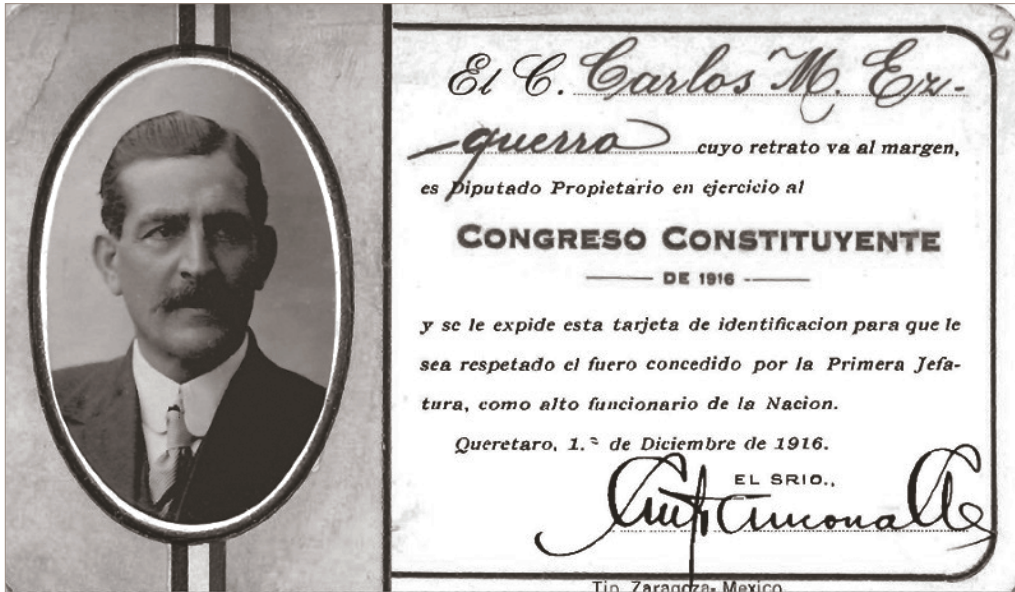 2
El C. Carlos M. Ez-
querro cuyo retrato va al margen,
es Diputado Propietario en ejercicio al
CONGRESO CONSTITUYENTE
DE 1916
y se le expide esta tarjeta de identificacion para que le
sea respetado el fuero concedido por la Primera Jefa-
tura, como alto funcionario de la Nacion.
Queretaro, 1.º de Diciembre de 1916.
EL SRIO.,
Ancona
Tip. Zaragoza- Mexico.